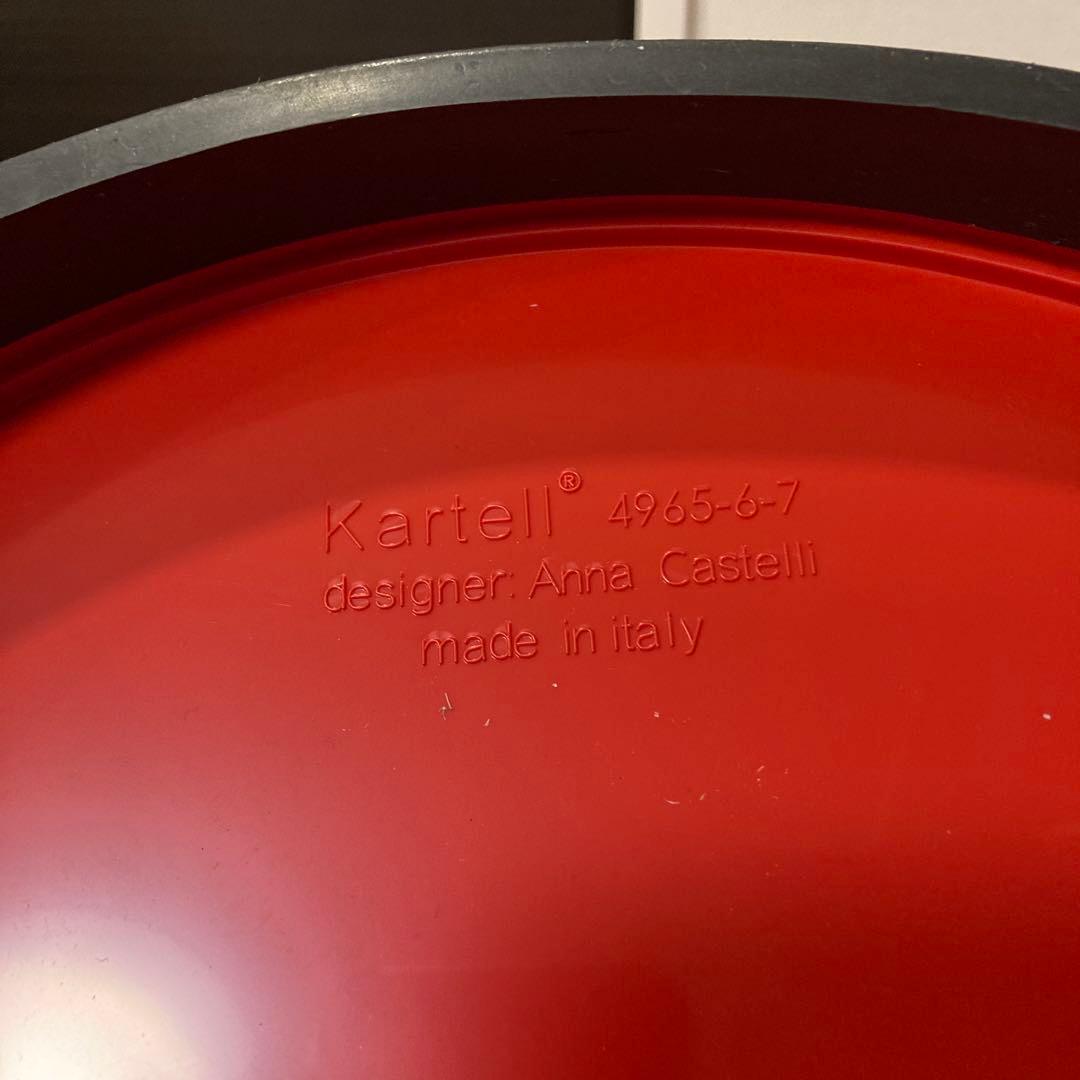 Kartell® 4965-6-7
designer: Anna Castelli
made in italy